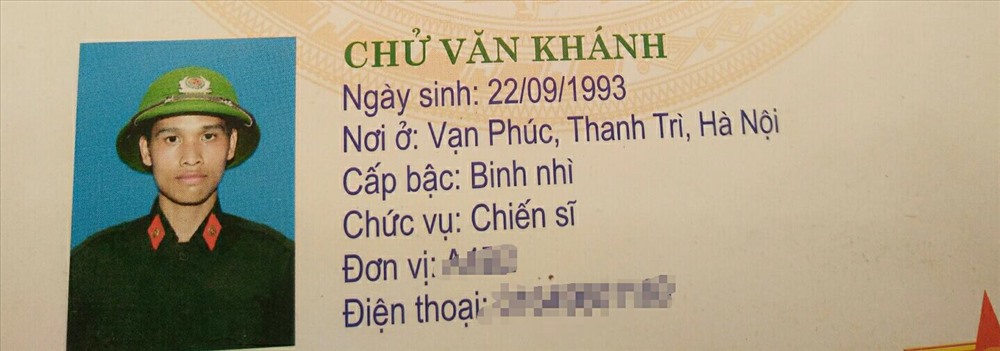 CHỬ VĂN KHÁNH
Ngày sinh: 22/09/1993
Nơi ở: Vạn Phúc, Thanh Trì, Hà Nội
Cấp bậc: Binh nhì
Chức vụ: Chiến sĩ
Đơn vị:
Điện thoại: